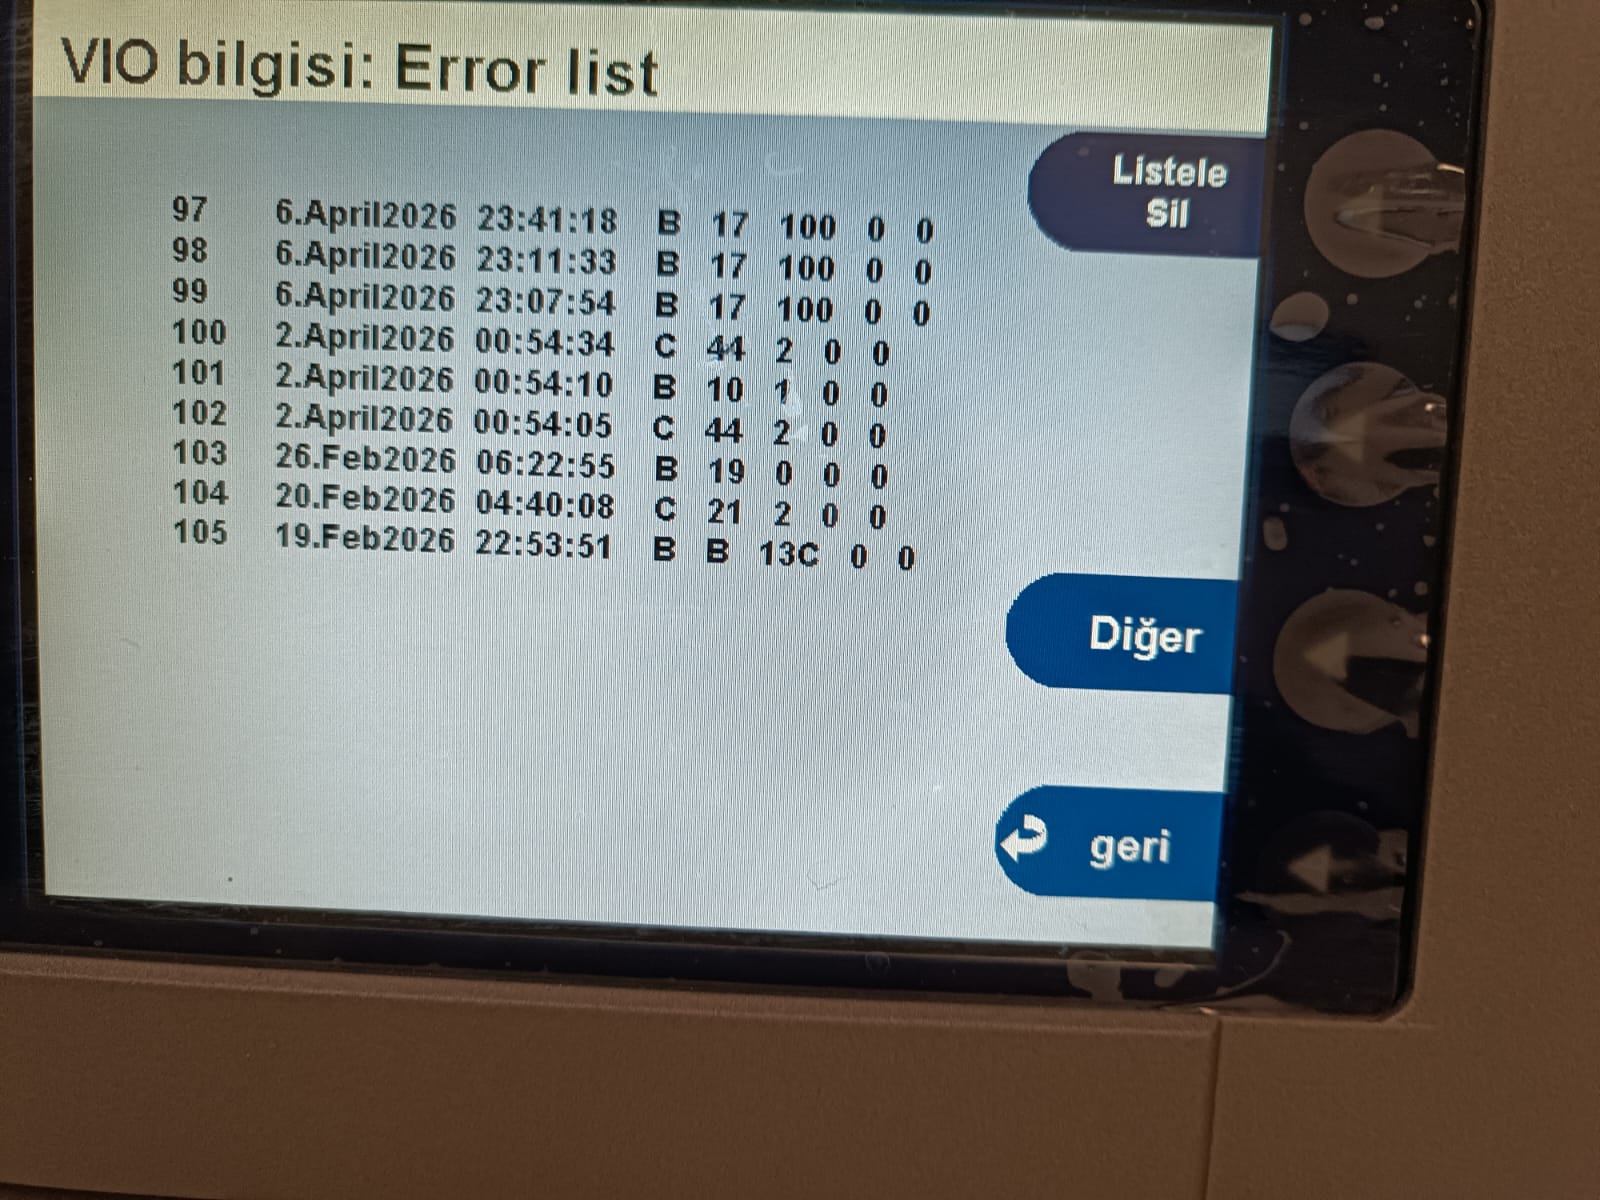 VIO bilgisi: Error list
Listele
Sil
97 6.April2026 23:41:18 B 17 100 0 0
98 6.April2026 23:11:33 B 17 100 0 0
99 6.April2026 23:07:54 B 17 100 0 0
100 2.April2026 00:54:34 C 44 2 0 0
101 2.April2026 00:54:10 B 10 1 0 0
102 2.April2026 00:54:05 C 44 2 0 0
103 26.Feb2026 06:22:55 B 19 0 0 0
104 20.Feb2026 04:40:08 C 21 2 0 0
105 19.Feb2026 22:53:51 B B 13C 0 0
Diğer
geri